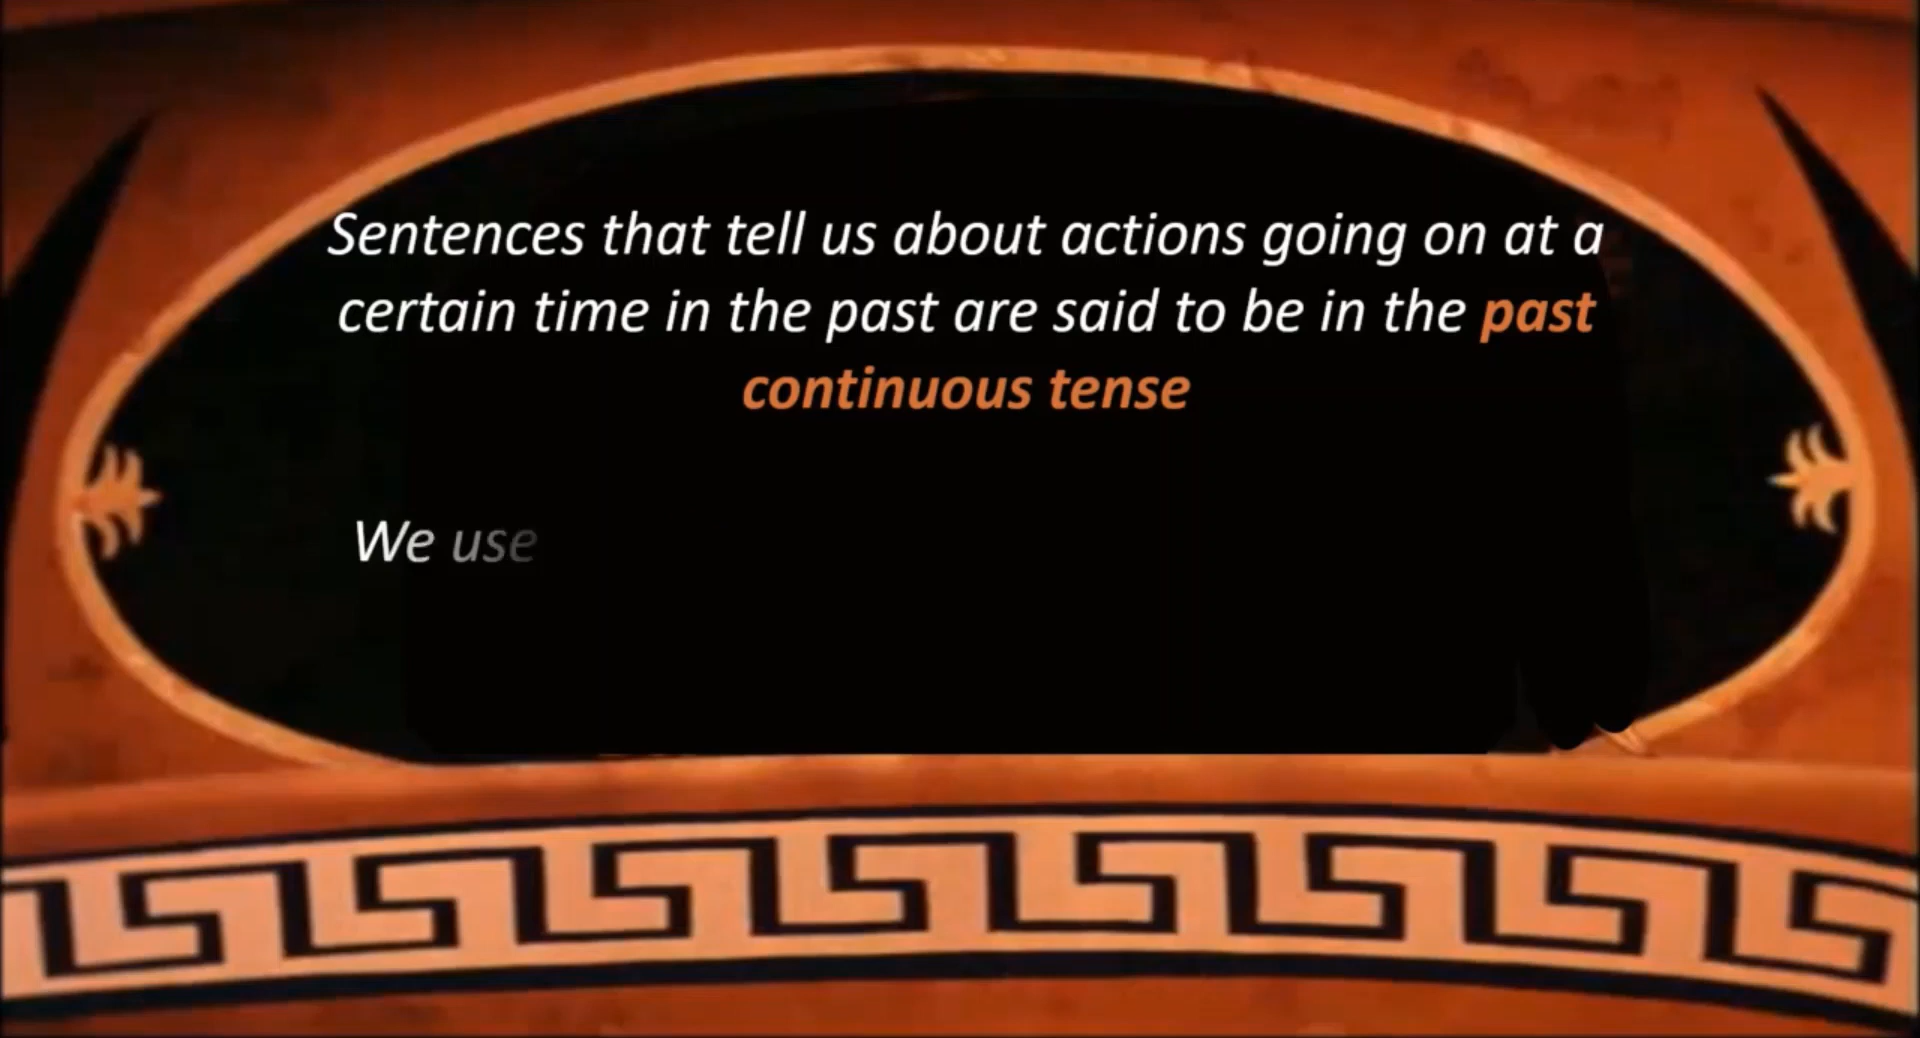 Sentences that tell us about actions going on at a
certain time in the past are said to be in the past
continuous tense
We use